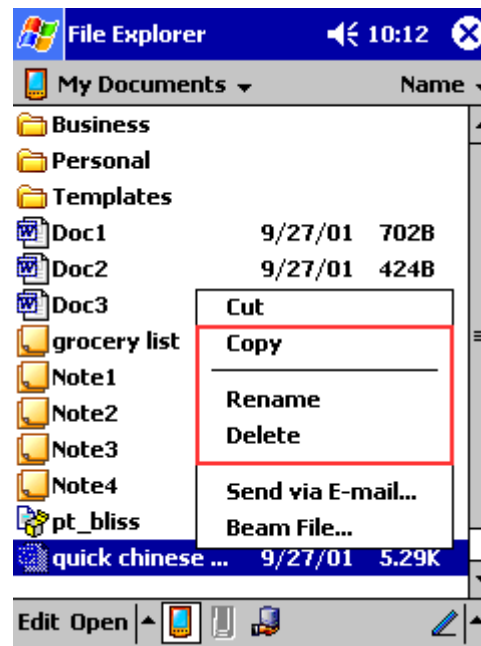 File Explorer 10:12
My Documents Name
Business
Personal
Templates
Doc1 9/27/01 702B
Doc2 9/27/01 424B
Doc3
grocery list
Note1
Note2
Note3
Note4
pt_bliss
quick chinese ... 9/27/01 5.29K
Cut
Copy
Rename
Delete
Send via E-mail...
Beam File...
Edit Open